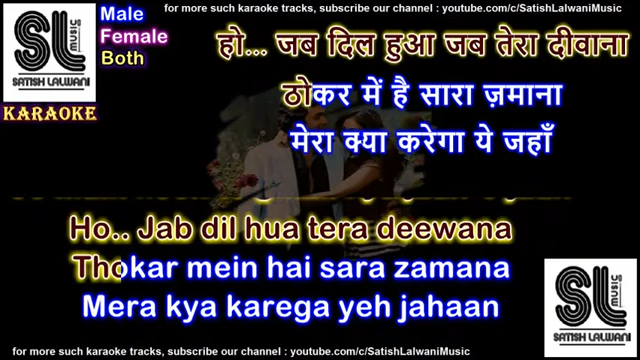 for more such karaoke tracks, subscribe our channel : youtube.com/c/SatishLalwaniMusic
SL MUSIC
SATISH LALWANI
KARAOKE
Male
Female
Both
हो... जब दिल हुआ जब तेरा दीवाना
ठोकर में है सारा ज़माना
मेरा क्या करेगा ये जहाँ
Ho.. Jab dil hua tera deewana
Thokar mein hai sara zamana
Mera kya karega yeh jahaan
SL MUSIC
SATISH LALWANI
for more such karaoke tracks, subscribe our channel : youtube.com/c/SatishLalwaniMusic